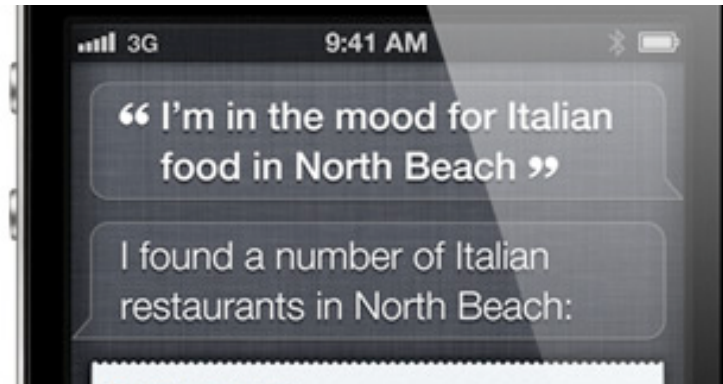 3G 9:41 AM
“ I’m in the mood for Italian
food in North Beach ”
I found a number of Italian
restaurants in North Beach: